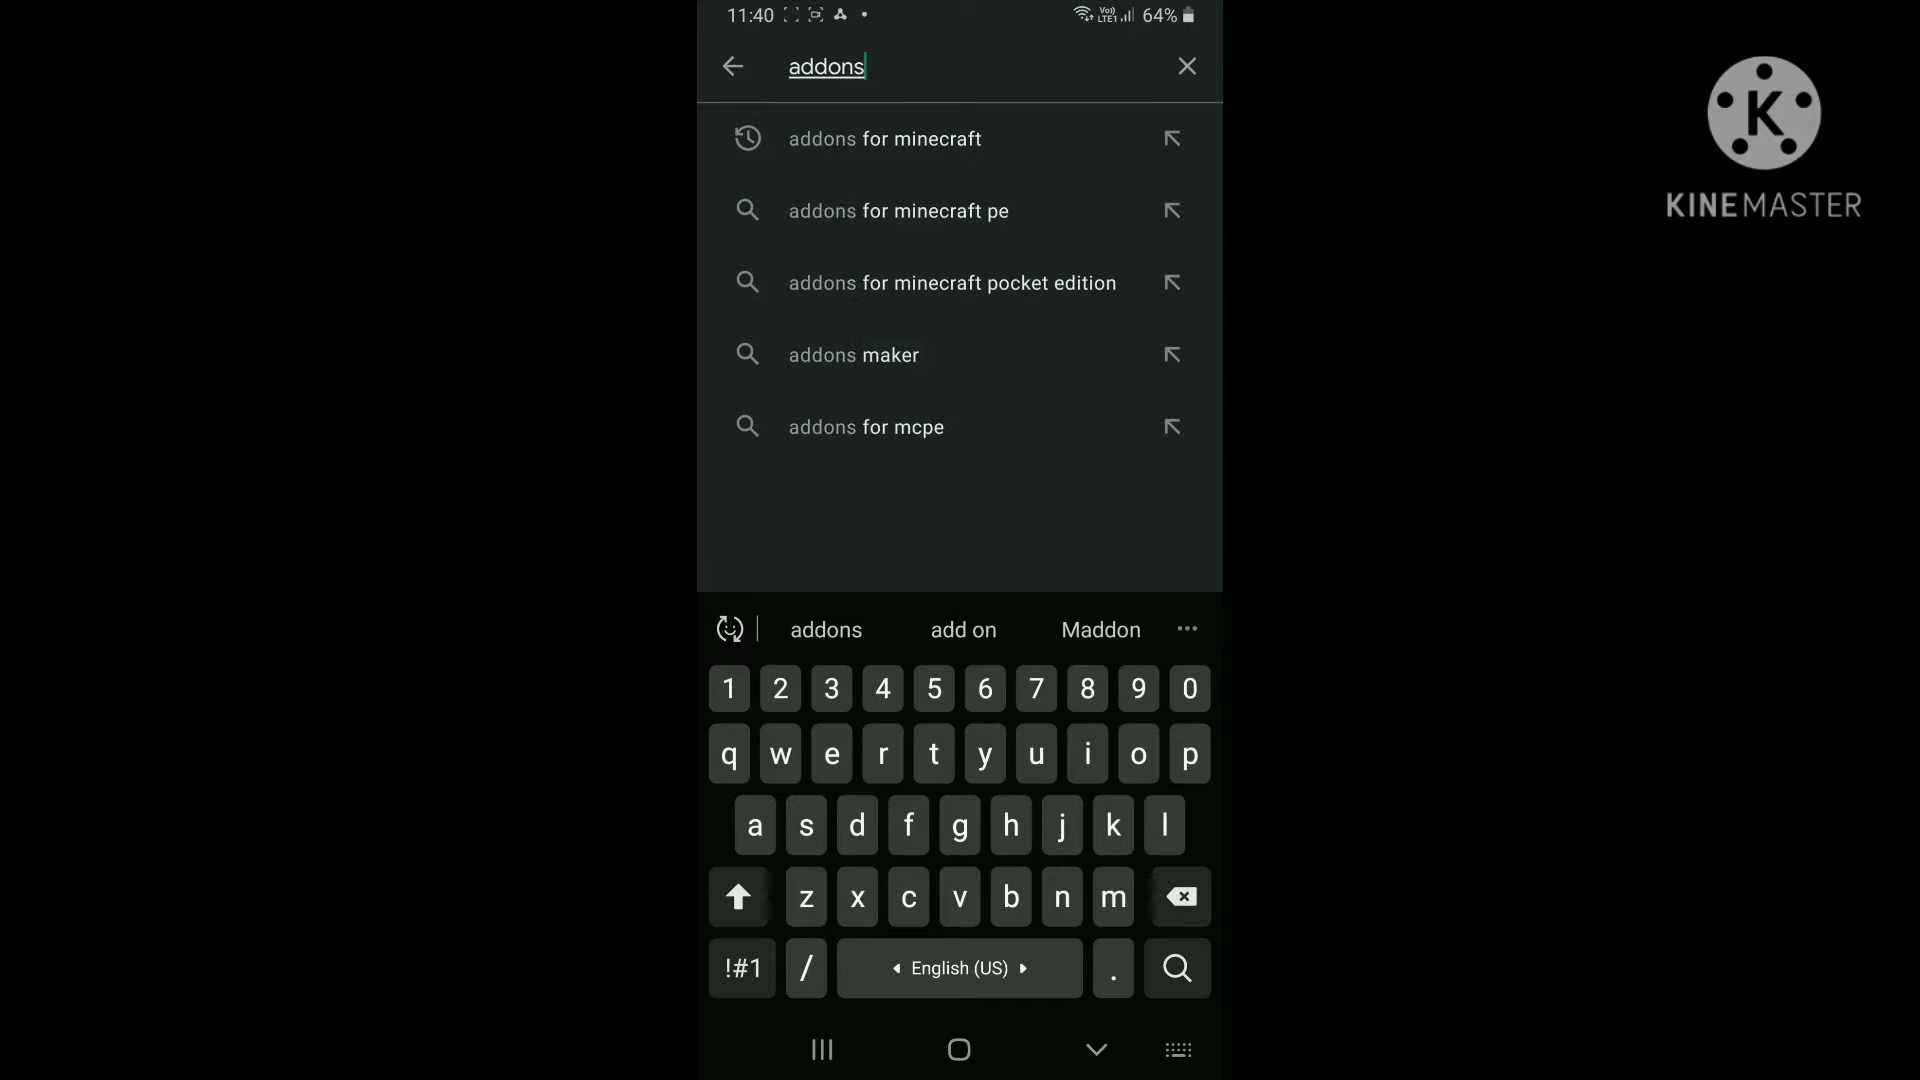 11:40 Vo) LTE1 64%
addons
addons for minecraft
addons for minecraft pe
addons for minecraft pocket edition
addons maker
addons for mcpe
addons add on Maddon
1 2 3 4 5 6 7 8 9 0
q w e r t y u i o p
a s d f g h j k l
z x c v b n m
!#1 / English (US) .
K
KINEMASTER